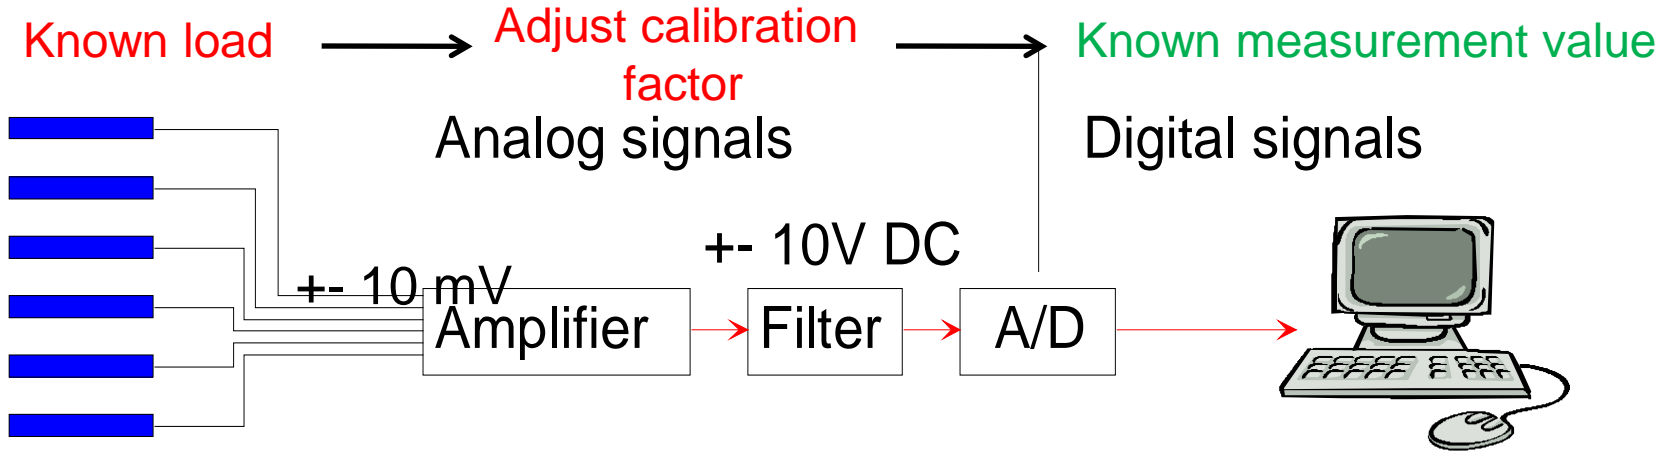 Known load
Adjust calibration
factor
Known measurement value
Analog signals
Digital signals
+- 10 mV
+- 10V DC
Amplifier
Filter
A/D